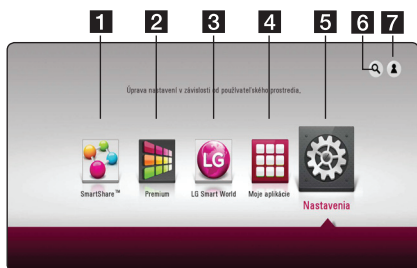 1 2 3 4 5 6 7
Úprava nastavení v závislosti od používateľského prostredia.
LG
SmartShare™ Premium LG Smart World Moje aplikácie
Nastavenia